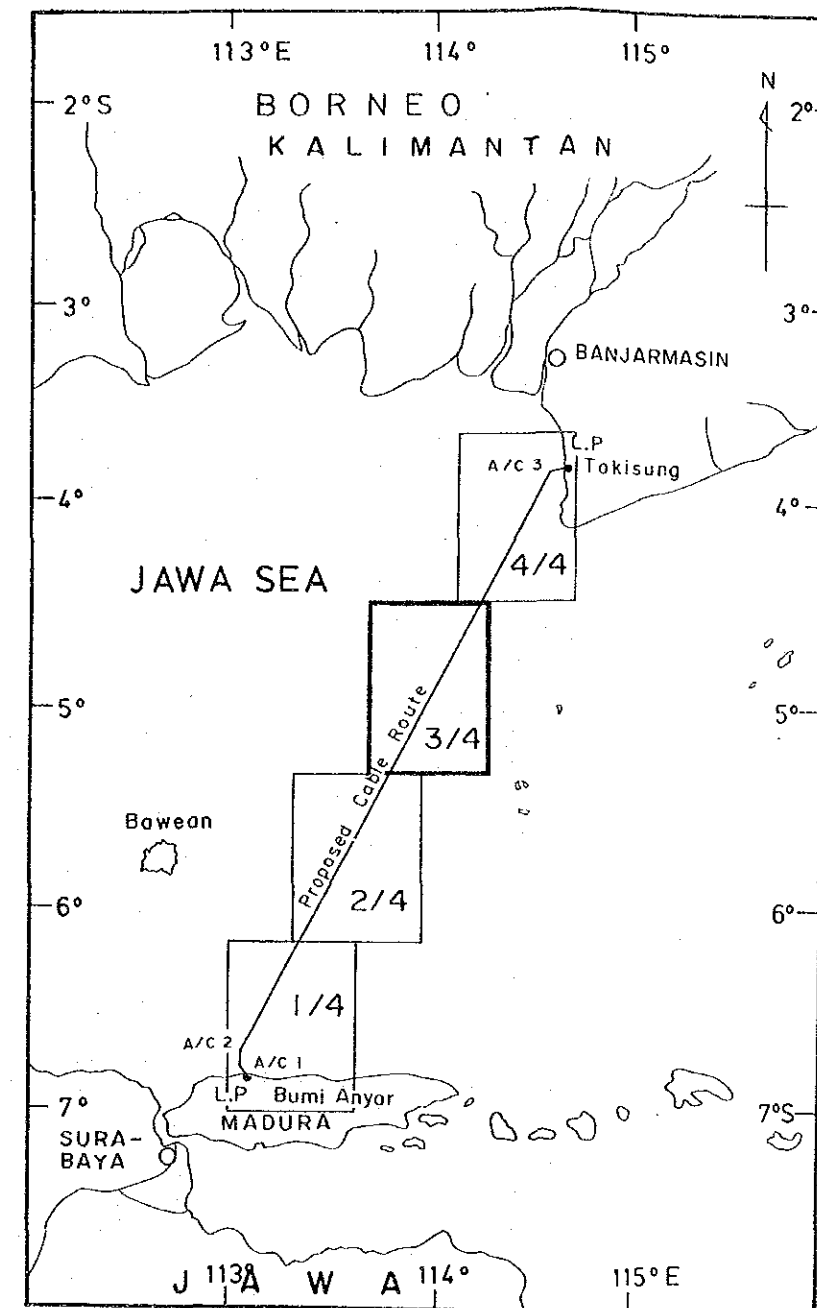 113°E 114° 115°
2°S BORNEO N 2°
KALIMANTAN
3° 3°
BANJARMASIN
L.P
A/C 3 Takisung
4° 4°
4/4
JAWA SEA
5° 5°
3/4
Proposed Cable Route
Bawean
2/4
6° 6°
1/4
A/C 2
A/C 1
L.P Bumi Anyor
7° MADURA 7°S
SURA-
BAYA
JAWA
113° 114° 115°E